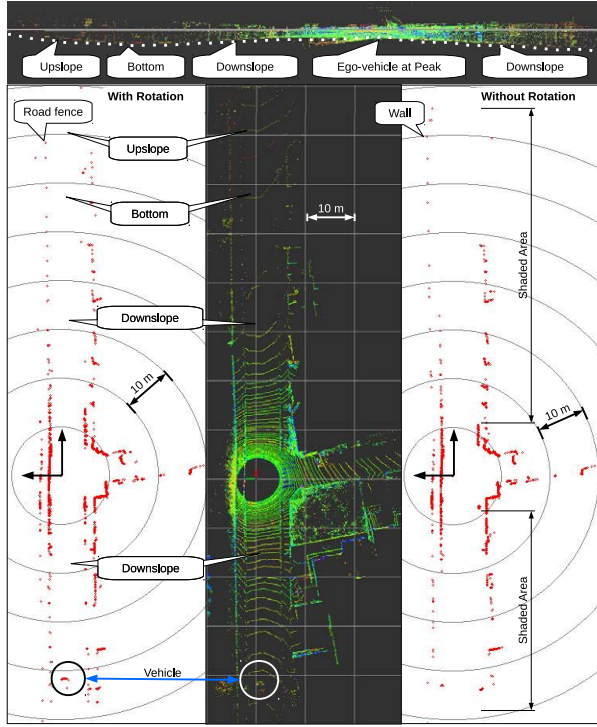 Upslope
Bottom
Downslope
Ego-vehicle at Peak
Downslope
With Rotation
Without Rotation
Road fence
Wall
Upslope
Bottom
10 m
Shaded Area
Downslope
10 m
10 m
Downslope
Shaded Area
Vehicle